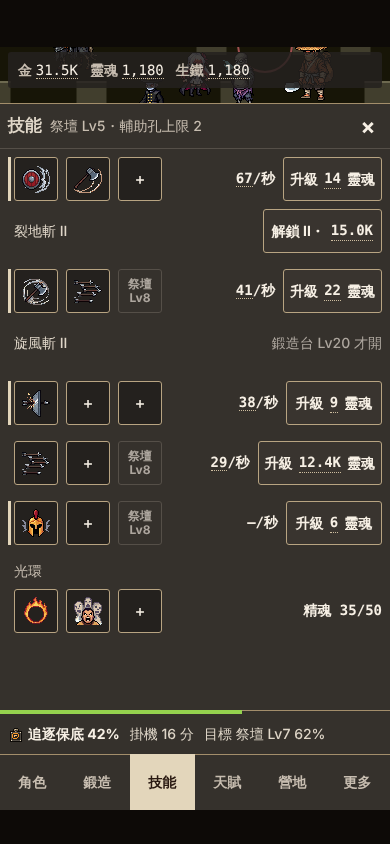 金 31.5K 靈魂 1,180 生鐵 1,180
技能 祭壇 Lv5・輔助孔上限 2 ×
+ 67/秒 升級 14 靈魂
裂地斬 II 解鎖 II・ 15.0K
祭壇 Lv8 41/秒 升級 22 靈魂
旋風斬 II 鍛造台 Lv20 才開
+ + 38/秒 升級 9 靈魂
+ 祭壇 Lv8 29/秒 升級 12.4K 靈魂
+ 祭壇 Lv8 —/秒 升級 6 靈魂
光環
+ 精魂 35/50
追逐保底 42% 掛機 16 分 目標 祭壇 Lv7 62%
角色 鍛造 技能 天賦 營地 更多